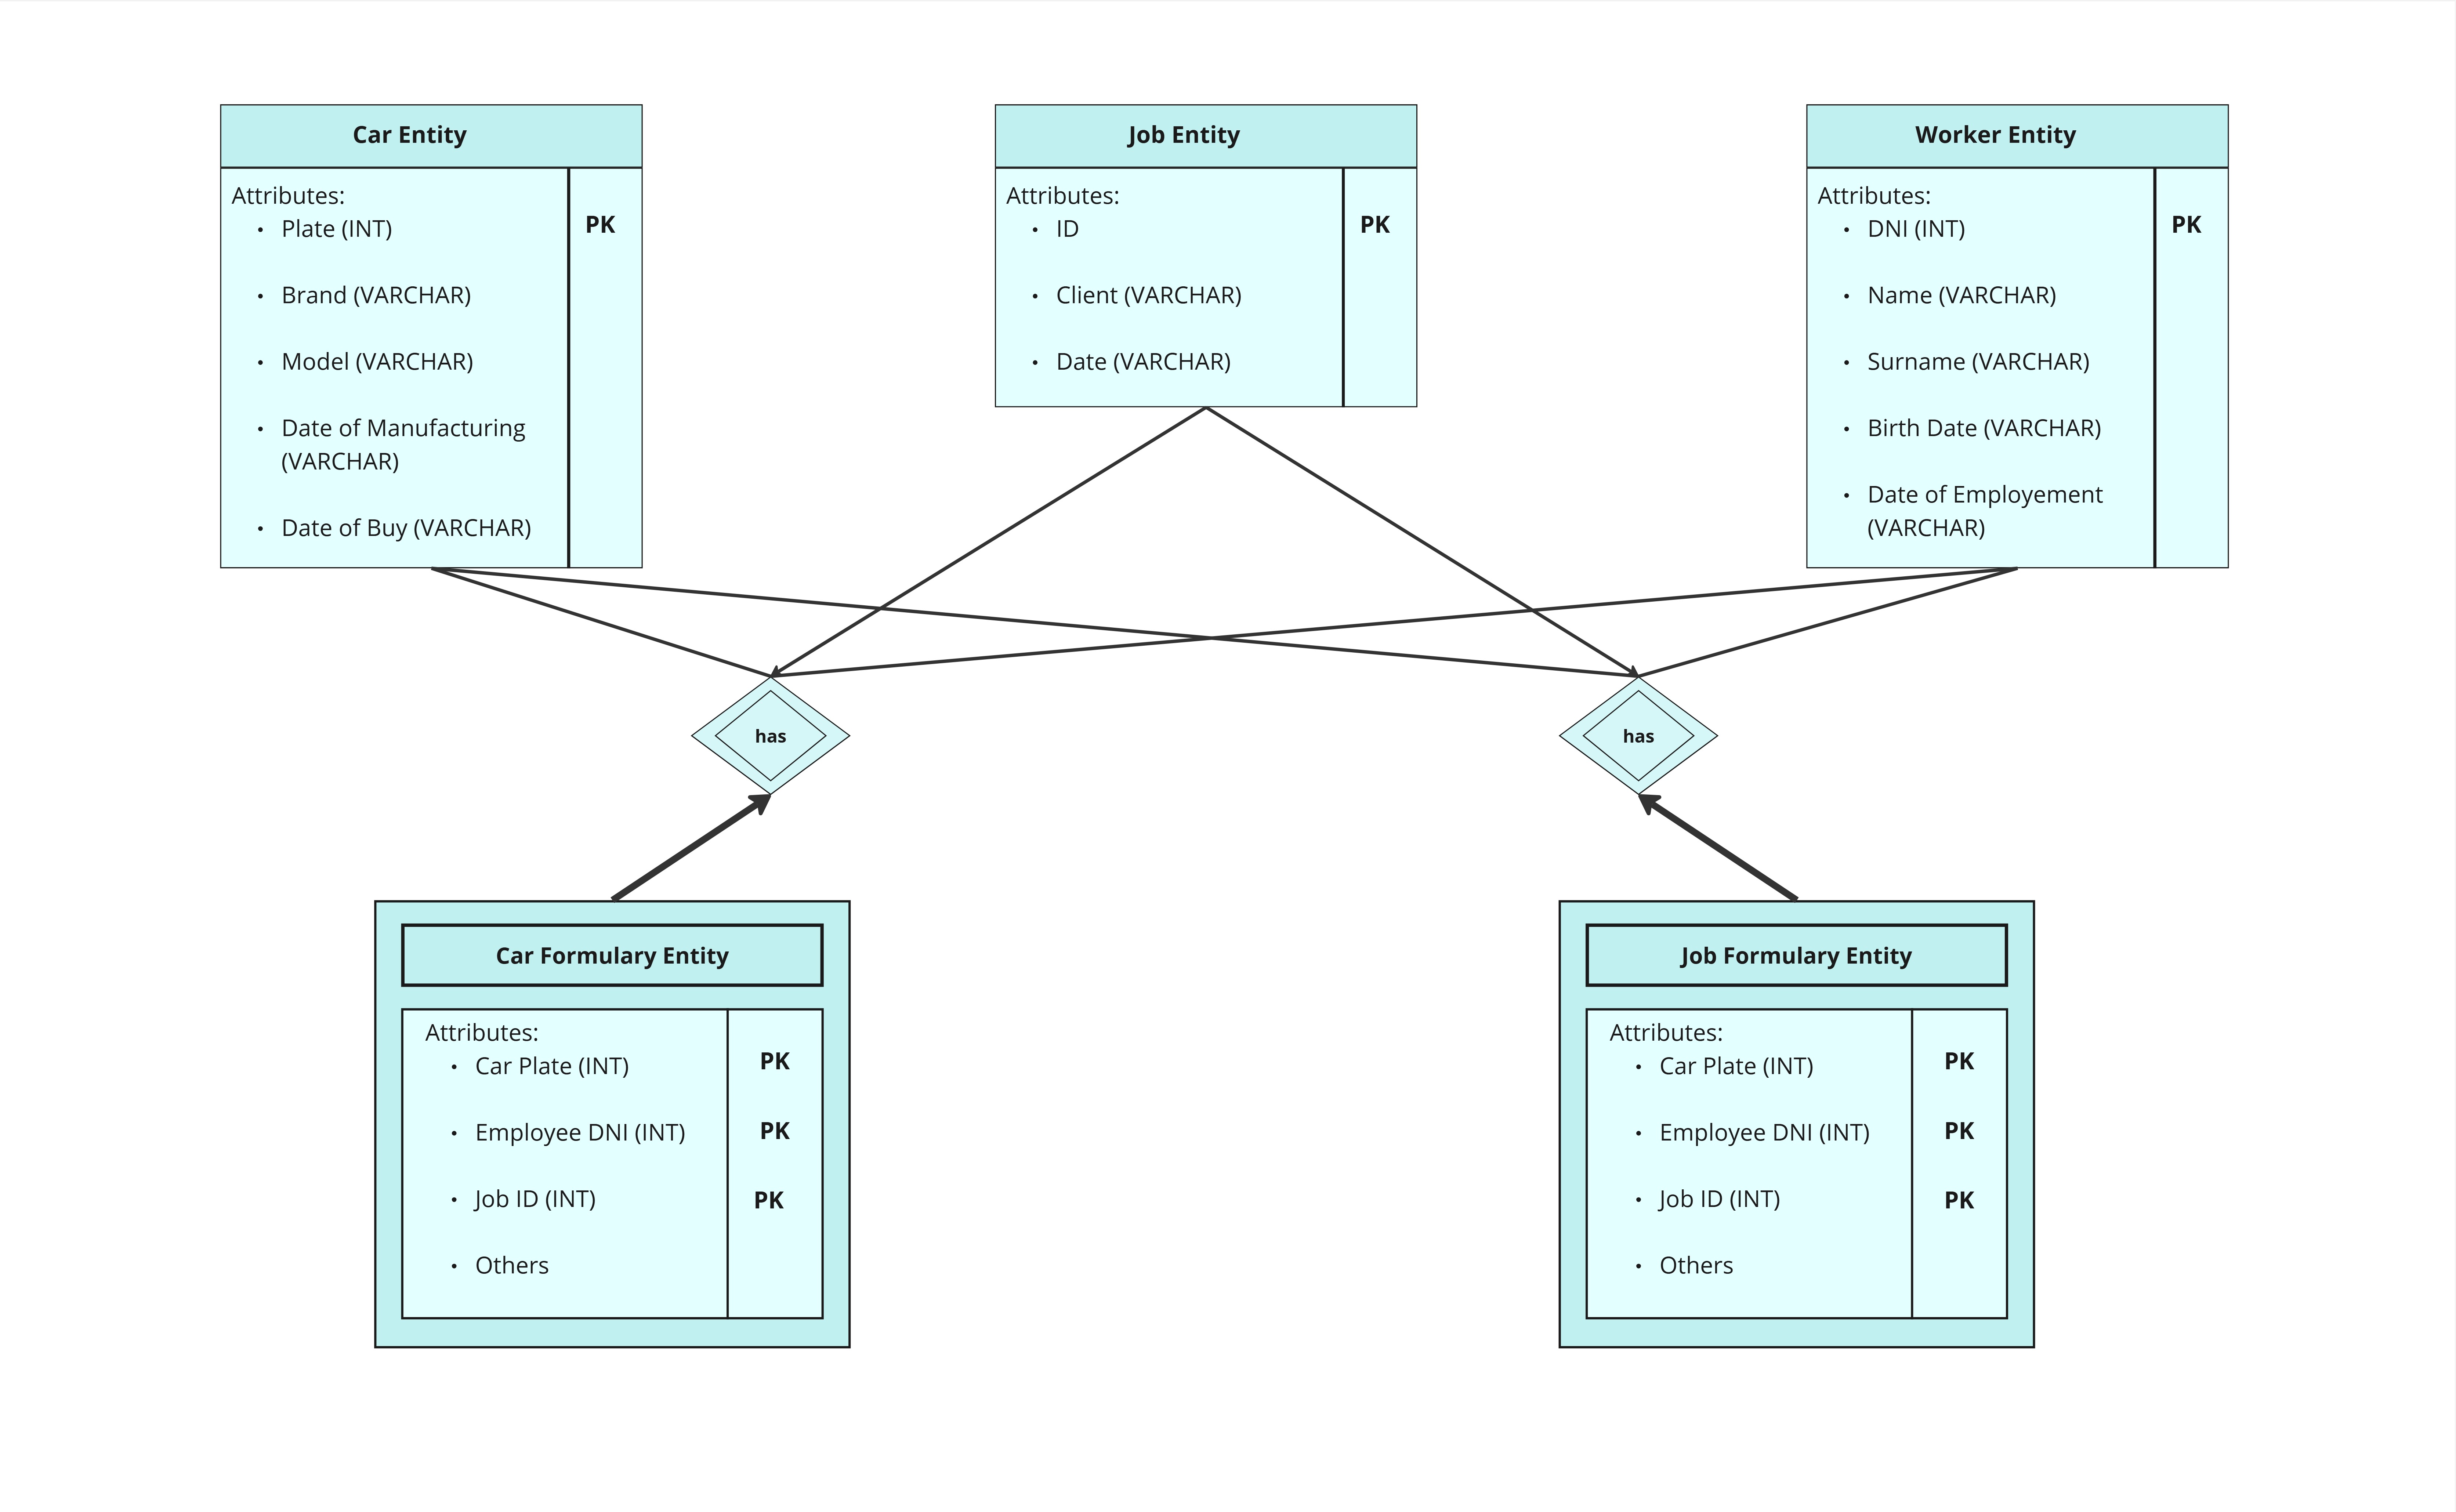 Car Entity
Attributes:
• Plate (INT)
PK
• Brand (VARCHAR)
• Model (VARCHAR)
• Date of Manufacturing
(VARCHAR)
• Date of Buy (VARCHAR)
Job Entity
Attributes:
• ID
PK
• Client (VARCHAR)
• Date (VARCHAR)
Worker Entity
Attributes:
• DNI (INT)
PK
• Name (VARCHAR)
• Surname (VARCHAR)
• Birth Date (VARCHAR)
• Date of Employement
(VARCHAR)
has
has
Car Formulary Entity
Attributes:
• Car Plate (INT)
PK
• Employee DNI (INT)
PK
• Job ID (INT)
PK
• Others
Job Formulary Entity
Attributes:
• Car Plate (INT)
PK
• Employee DNI (INT)
PK
• Job ID (INT)
PK
• Others